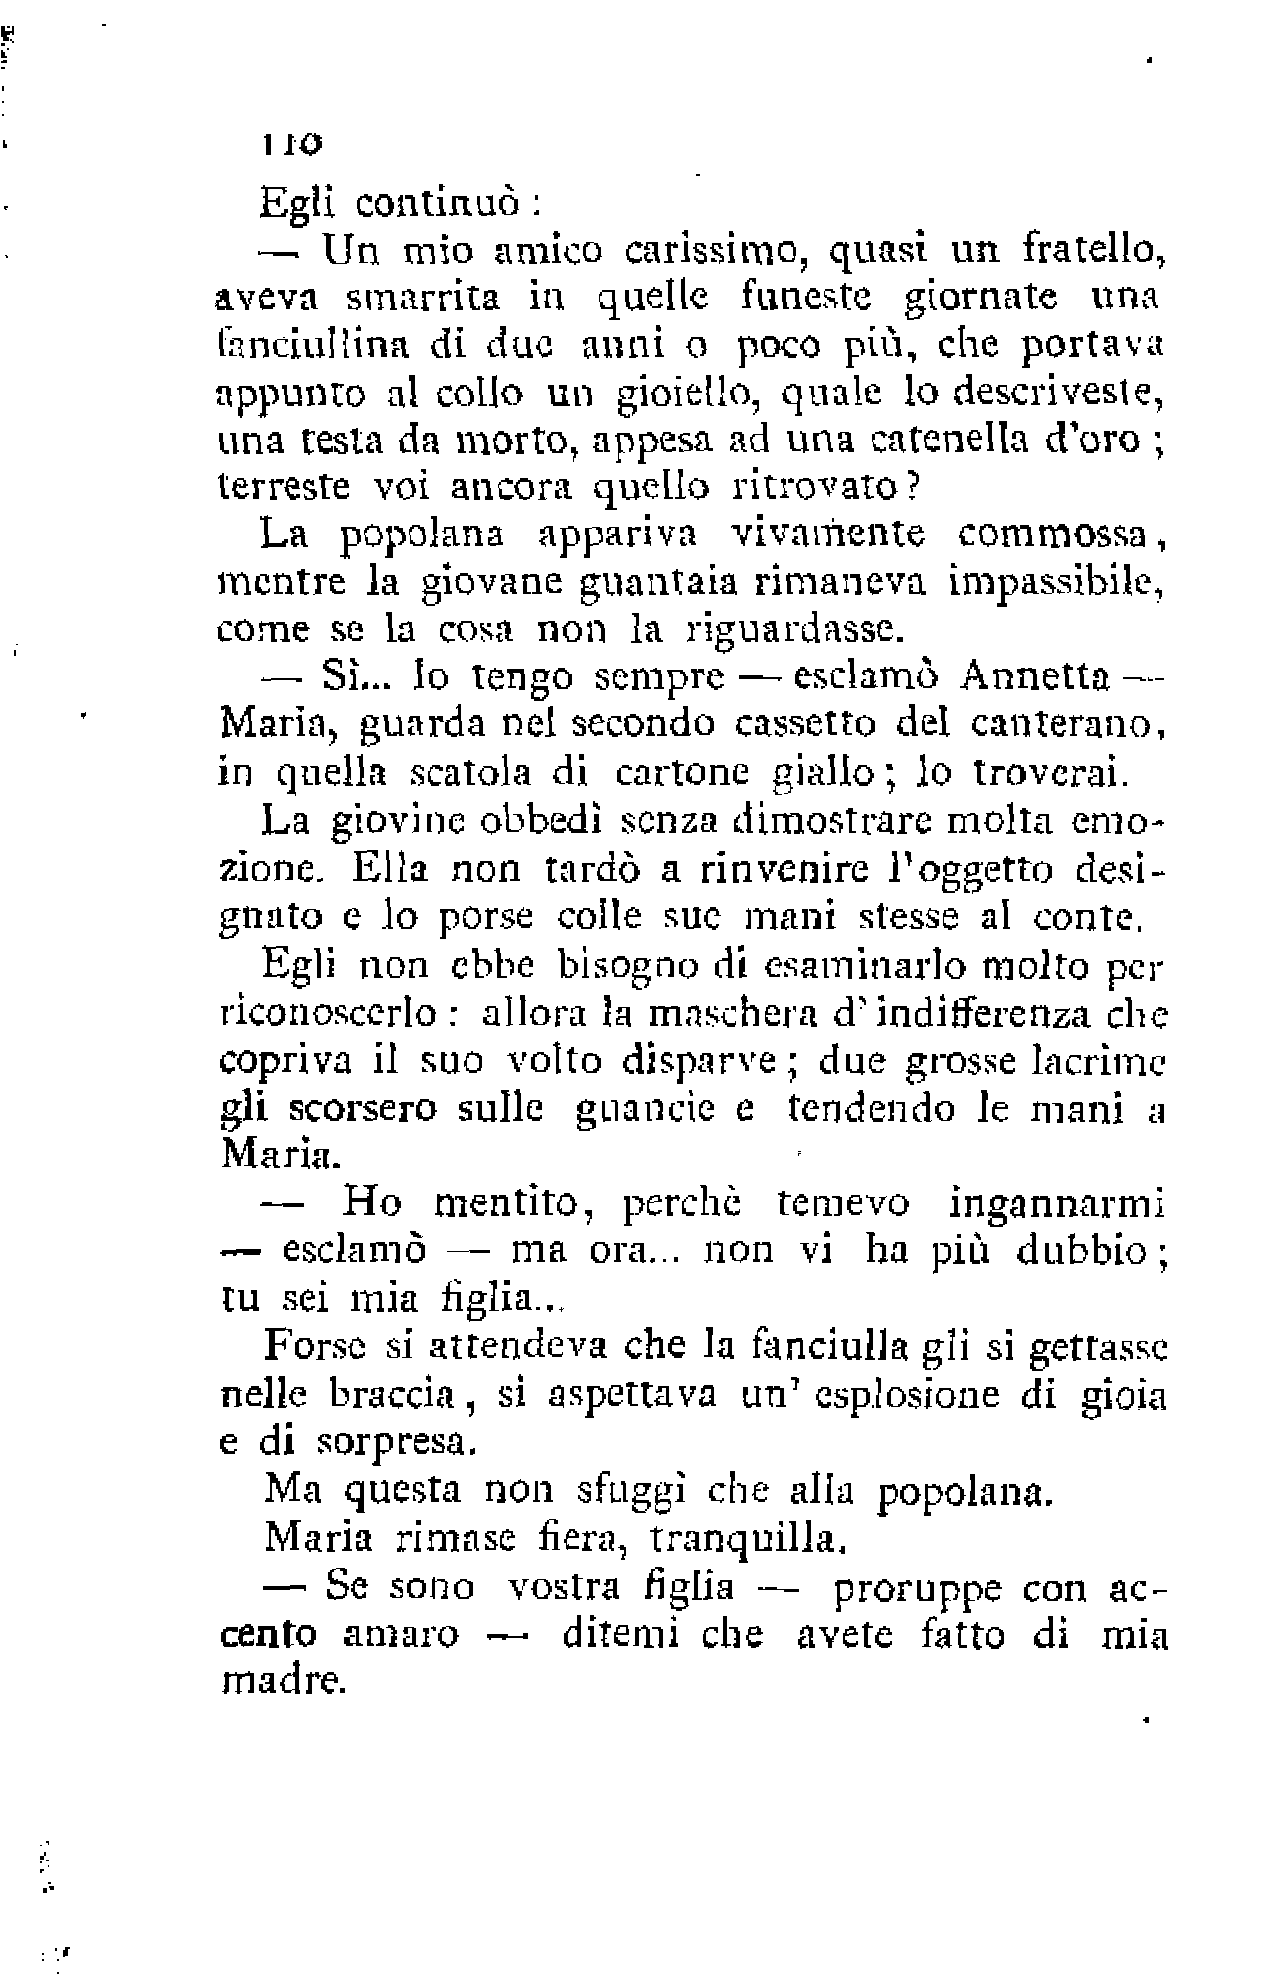 110
Egli continuò :
— Un mio amico carissimo, quasi un fratello,
aveva smarrita in quelle funeste giornate una
fanciullina di due anni o poco più, che portava
appunto al collo un gioiello, quale lo descriveste,
una testa da morto, appesa ad una catenella d'oro ;
terreste voi ancora quello ritrovato ?
La popolana appariva vivamente commossa,
mentre la giovane guantaia rimaneva impassibile,
come se la cosa non la riguardasse.
— Sì... lo tengo sempre — esclamò Annetta —
Maria, guarda nel secondo cassetto del canterano,
in quella scatola di cartone giallo ; lo troverai.
La giovine obbedì senza dimostrare molta emo-
zione. Ella non tardò a rinvenire l'oggetto desi-
gnato e lo porse colle sue mani stesse al conte.
Egli non ebbe bisogno di esaminarlo molto per
riconoscerlo : allora la maschera d'indifferenza che
copriva il suo volto disparve ; due grosse lacrime
gli scorsero sulle guancie e tendendo le mani a
Maria.
— Ho mentito, perchè temevo ingannarmi
— esclamò — ma ora... non vi ha più dubbio ;
tu sei mia figlia...
Forse si attendeva che la fanciulla gli si gettasse
nelle braccia, si aspettava un' esplosione di gioia
e di sorpresa.
Ma questa non sfuggì che alla popolana.
Maria rimase fiera, tranquilla.
— Se sono vostra figlia — proruppe con ac-
cento amaro — ditemi che avete fatto di mia
madre.